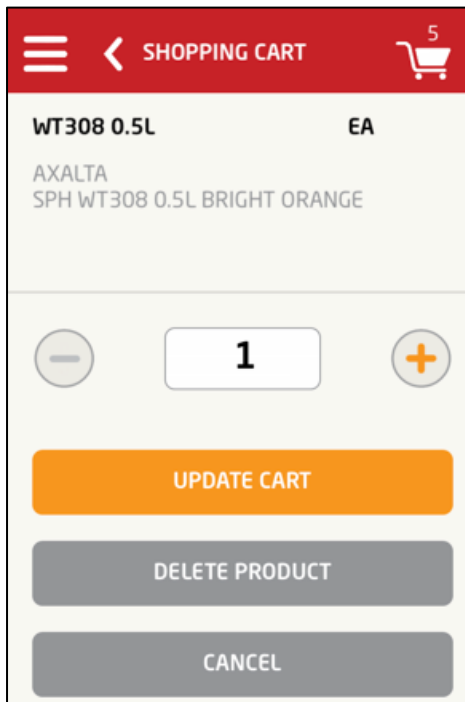 5
SHOPPING CART
WT308 0.5L EA
AXALTA
SPH WT308 0.5L BRIGHT ORANGE
1
UPDATE CART
DELETE PRODUCT
CANCEL